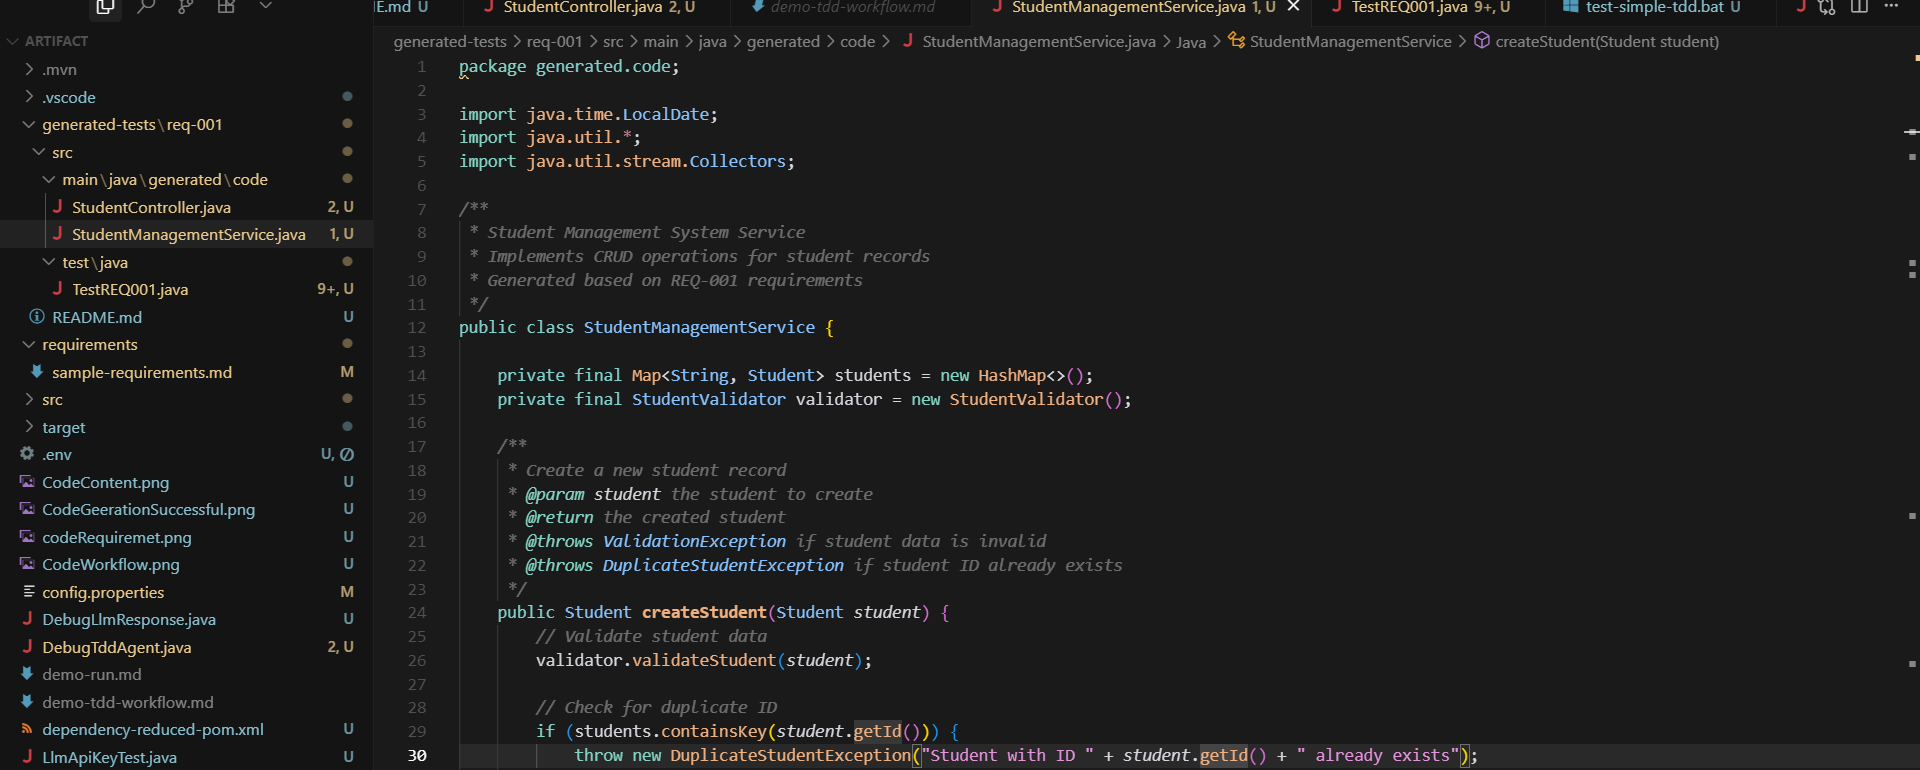 E.md U
StudentController.java 2, U
demo-tdd-workflow.md
StudentManagementService.java 1, U
TestREQ001.java 9+, U
test-simple-tdd.bat U
ARTIFACT
generated-tests > req-001 > src > main > java > generated > code > StudentManagementService.java > Java > StudentManagementService > createStudent(Student student)
.mvn
.vscode
generated-tests\req-001
src
main\java\generated\code
StudentController.java 2, U
StudentManagementService.java 1, U
test\java
TestREQ001.java 9+, U
README.md U
requirements
sample-requirements.md M
src
target
.env U,
CodeContent.png U
CodeGeerationSuccessful.png U
codeRequiremet.png U
CodeWorkflow.png U
config.properties M
DebugLlmResponse.java U
DebugTddAgent.java 2, U
demo-run.md
demo-tdd-workflow.md
dependency-reduced-pom.xml U
LlmApiKeyTest.java U
1 package generated.code;
2
3 import java.time.LocalDate;
4 import java.util.*;
5 import java.util.stream.Collectors;
6
7 /**
8 * Student Management System Service
9 * Implements CRUD operations for student records
10 * Generated based on REQ-001 requirements
11 */
12 public class StudentManagementService {
13
14 private final Map<String, Student> students = new HashMap<>();
15 private final StudentValidator validator = new StudentValidator();
16
17 /**
18 * Create a new student record
19 * @param student the student to create
20 * @return the created student
21 * @throws ValidationException if student data is invalid
22 * @throws DuplicateStudentException if student ID already exists
23 */
24 public Student createStudent(Student student) {
25 // Validate student data
26 validator.validateStudent(student);
27
28 // Check for duplicate ID
29 if (students.containsKey(student.getId())) {
30 throw new DuplicateStudentException("Student with ID " + student.getId() + " already exists");